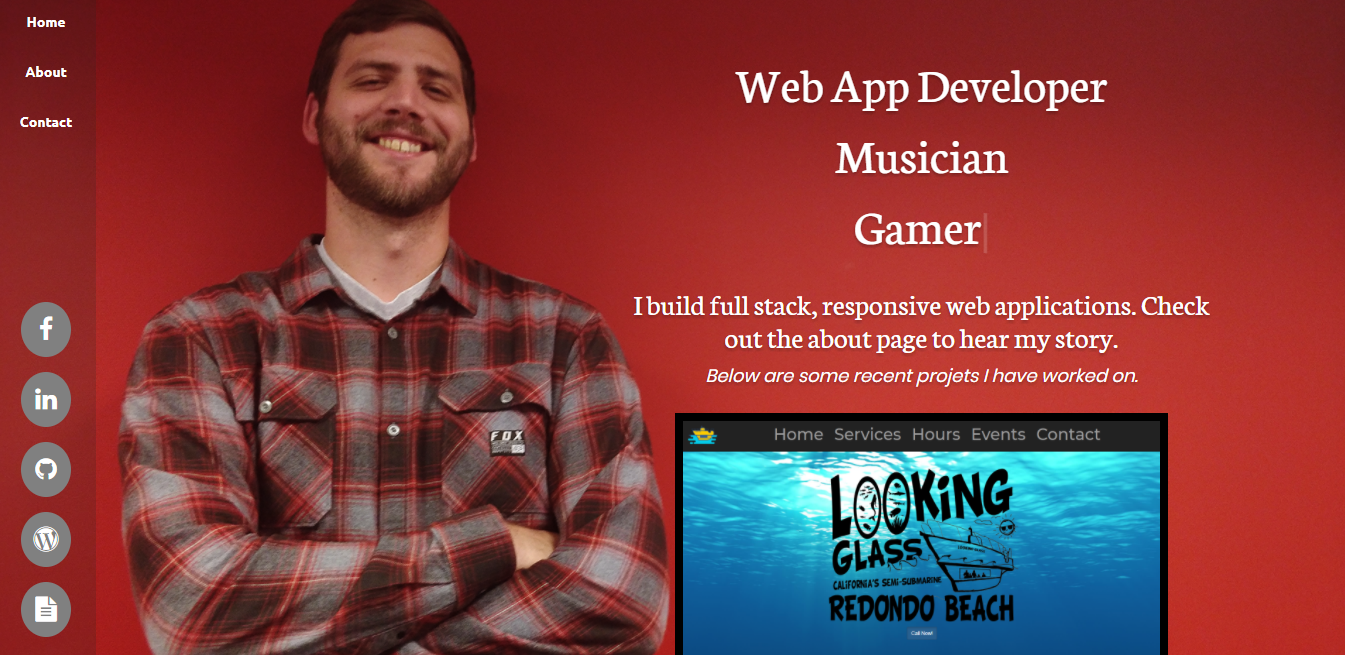 Home
About
Contact
Web App Developer
Musician
Gamer
I build full stack, responsive web applications. Check
out the about page to hear my story.
Below are some recent projets I have worked on.
FOX
Home Services Hours Events Contact
LOOKING
GLASS
CALIFORNIA'S SEMI-SUBMARINE
REDONDO BEACH
Call Now!